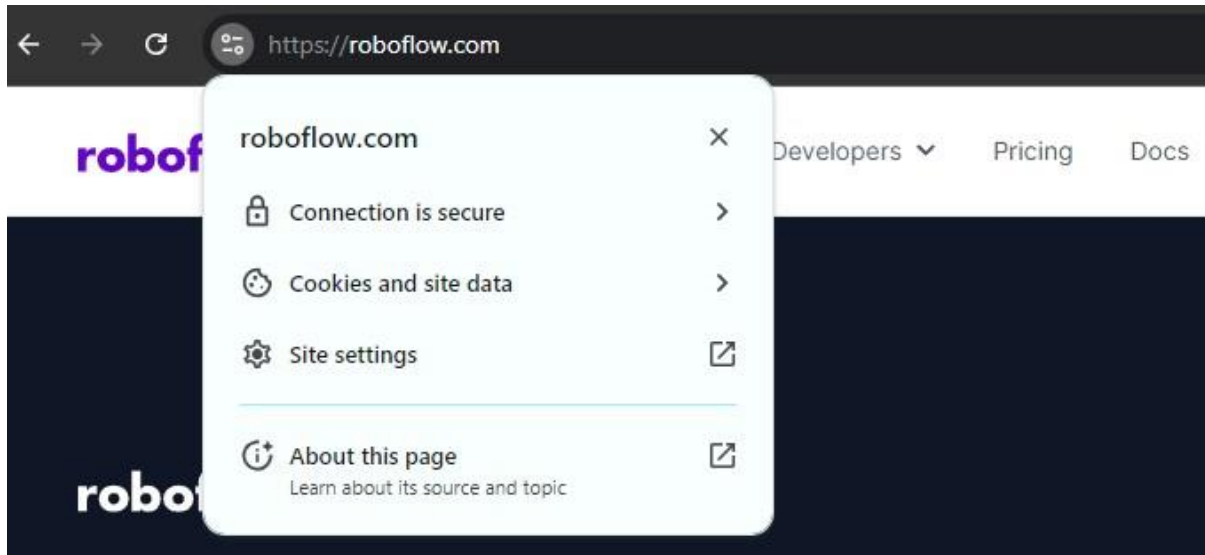 https://roboflow.com
robof
Developers Pricing Docs
roboflow.com
Connection is secure
Cookies and site data
Site settings
About this page
Learn about its source and topic
robof